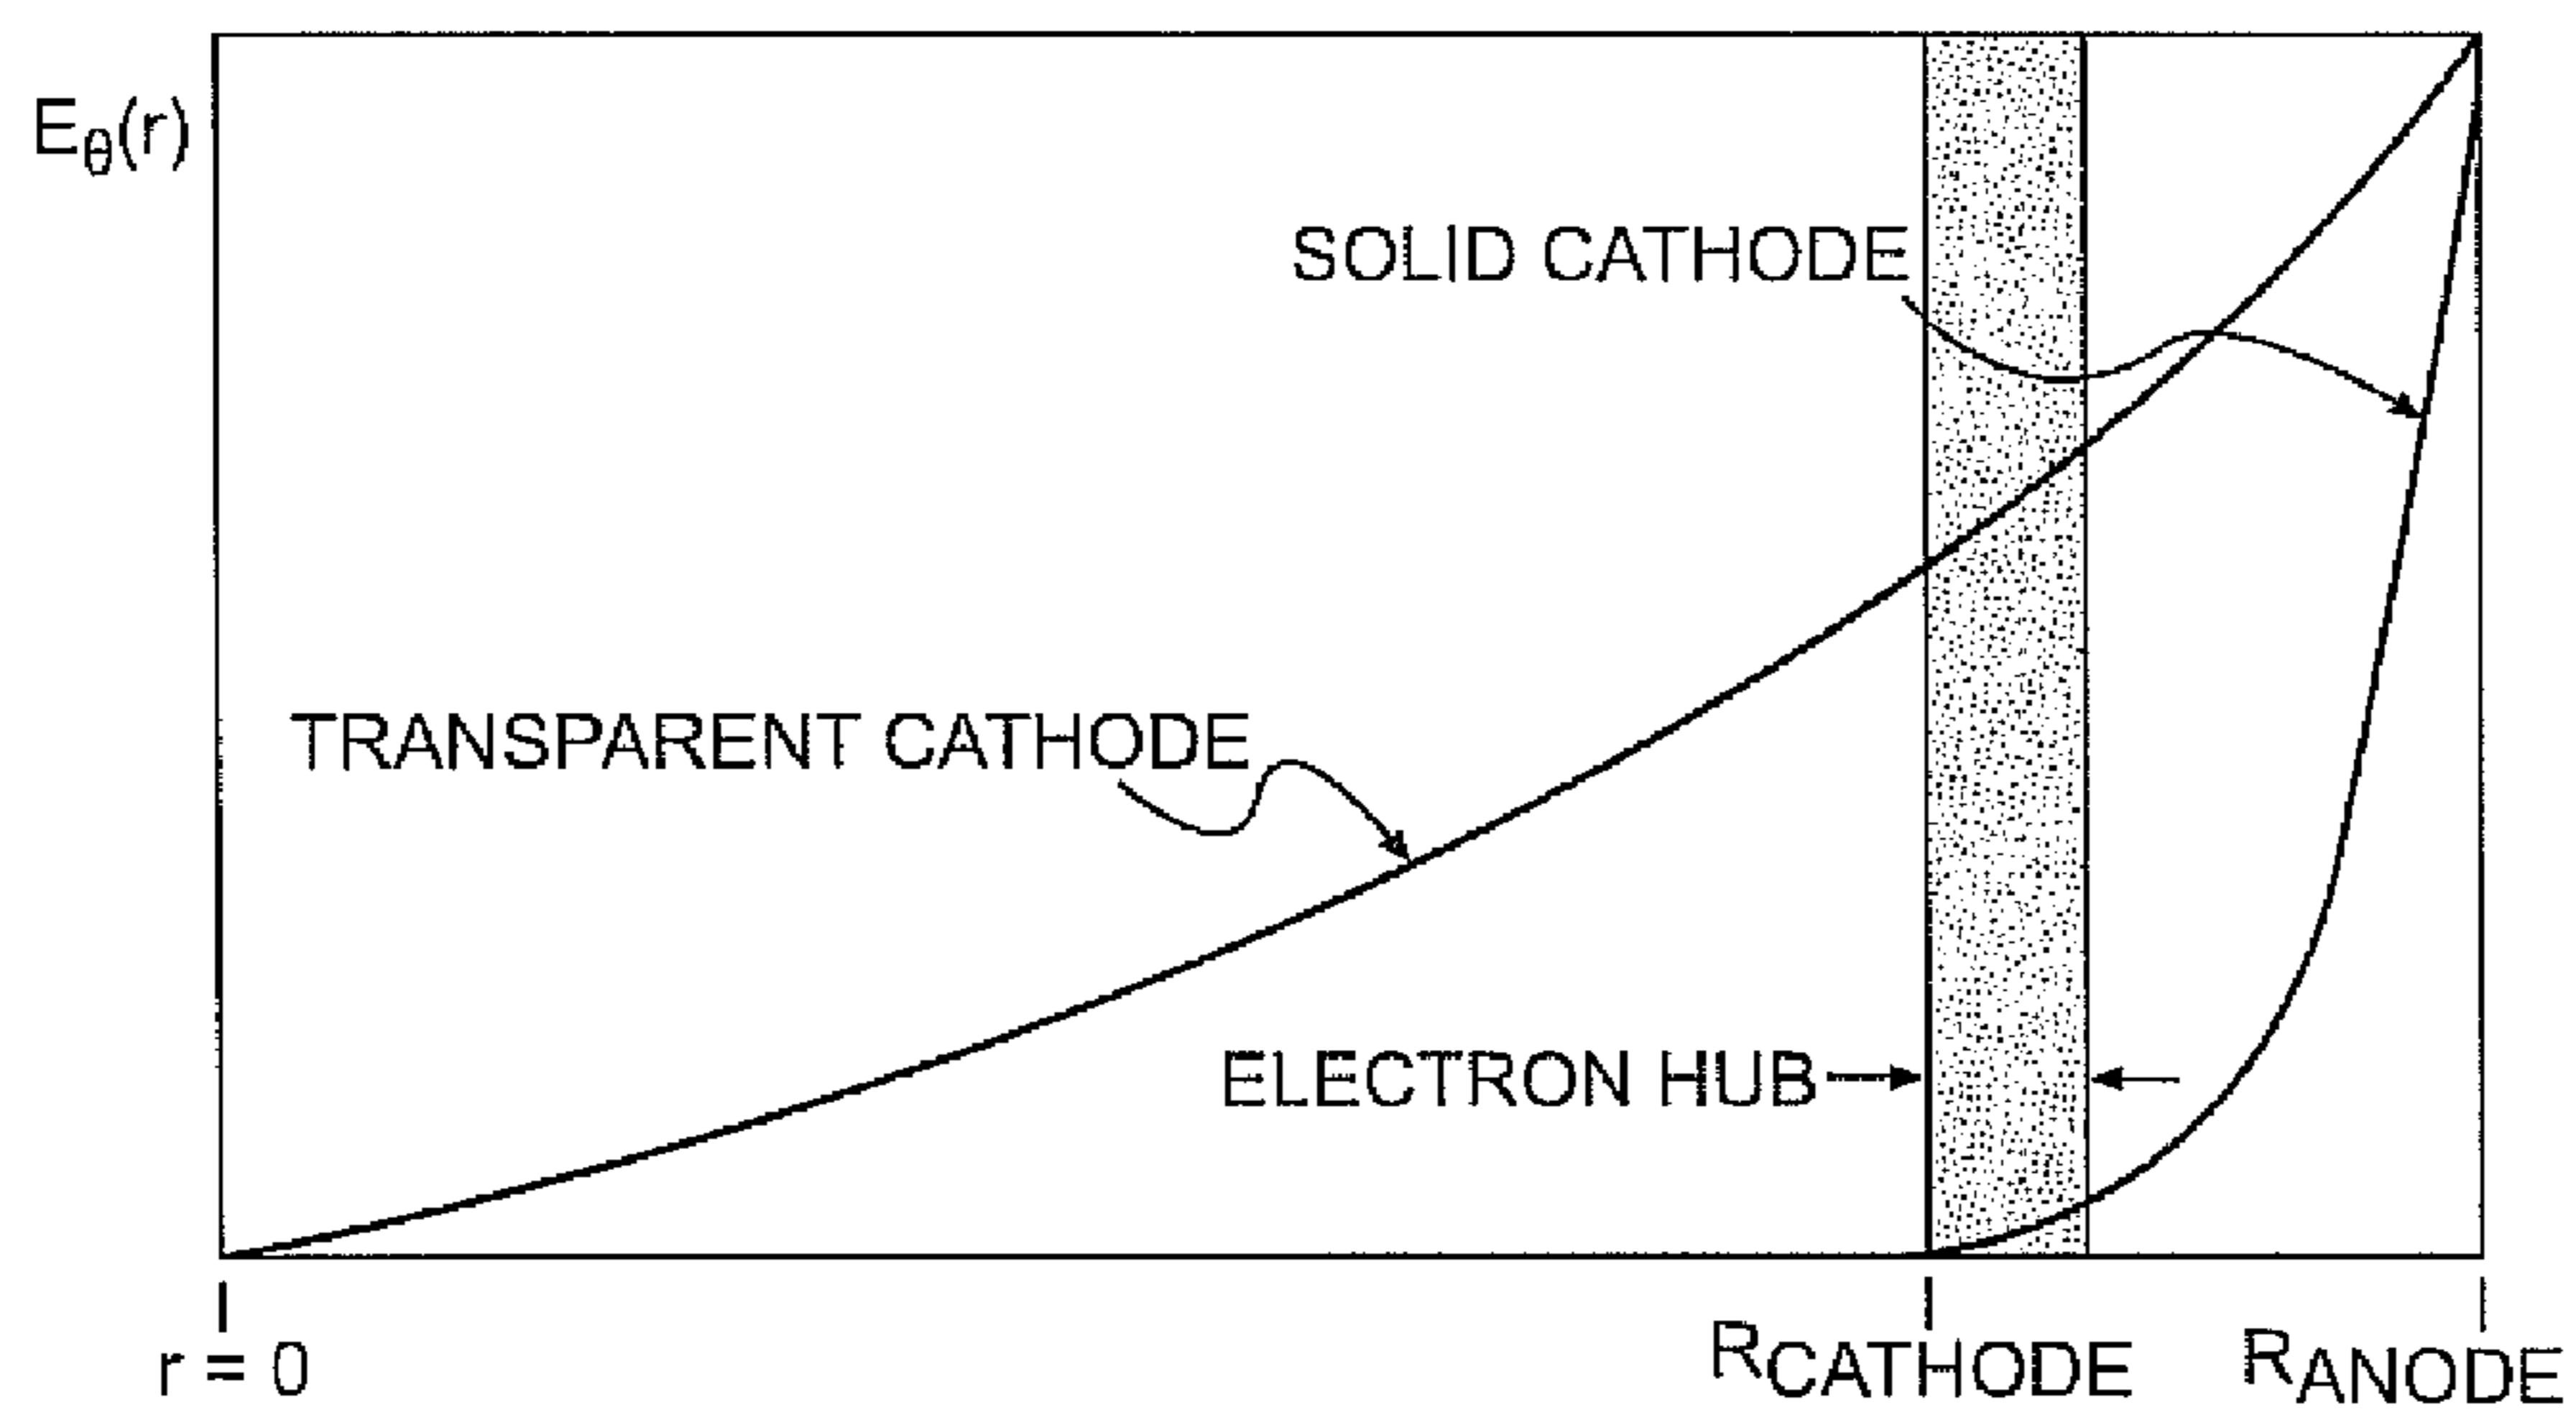 Eθ(r)
SOLID CATHODE
TRANSPARENT CATHODE
ELECTRON HUB
r = 0
RCATHODE
RANODE